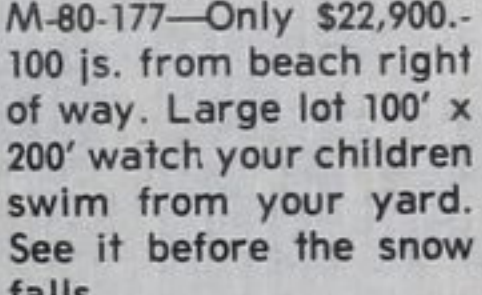 M-80-177—Only $22,900.-
100 js. from beach right
of way. Large lot 100' x
200' watch your children
swim from your yard.
See it before the snow
falls